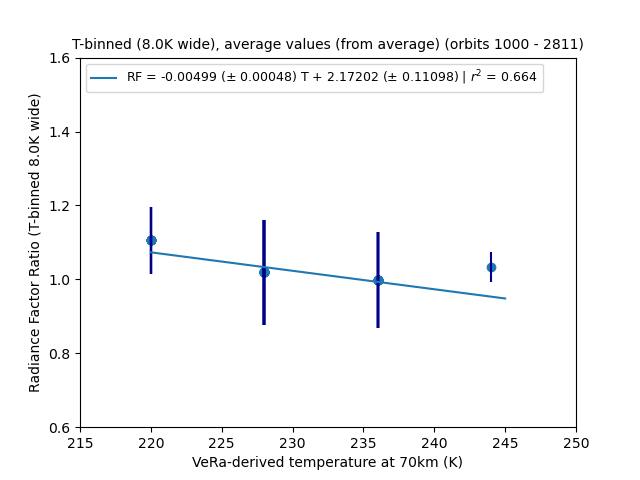 T-binned (8.0K wide), average values (from average) (orbits 1000 - 2811)
RF = -0.00499 (± 0.00048) T + 2.17202 (± 0.11098) | r² = 0.664
Radiance Factor Ratio (T-binned 8.0K wide)
1.6
1.4
1.2
1.0
0.8
0.6
215 220 225 230 235 240 245 250
VeRa-derived temperature at 70km (K)